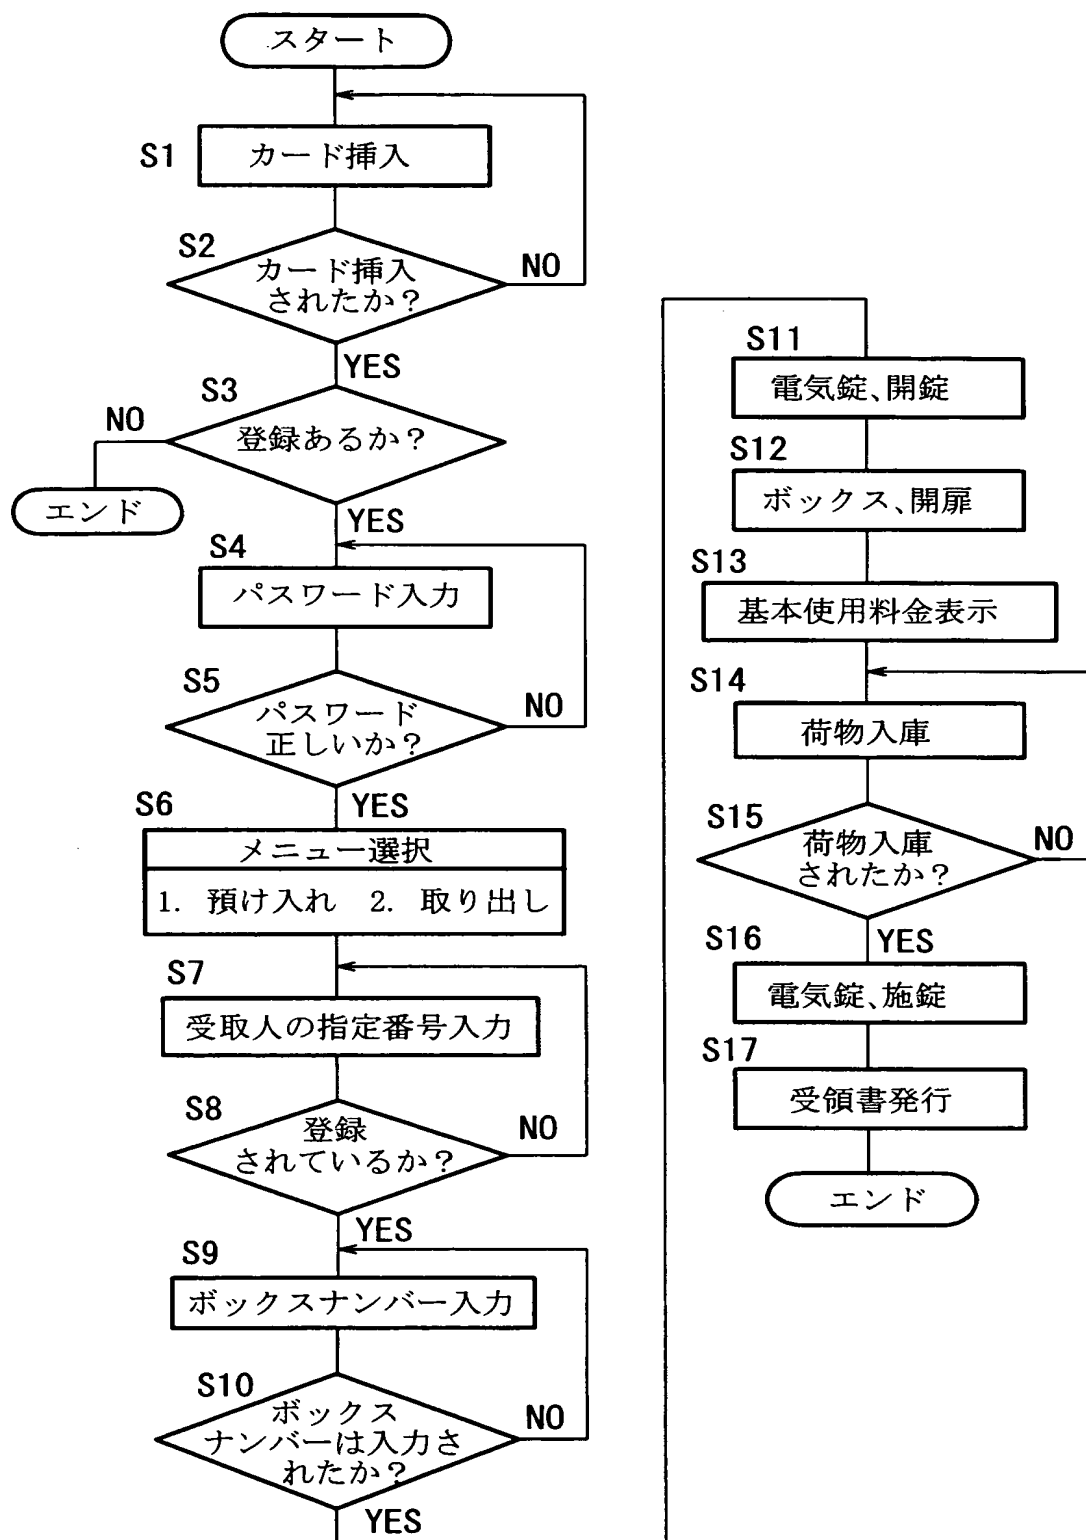 スタート
S1
カード挿入
S2
カード挿入
されたか?
NO
YES
S3
登録あるか?
NO
エンド
YES
S4
パスワード入力
S5
パスワード
正しいか?
NO
YES
S6
メニュー選択
1. 預け入れ 2. 取り出し
S7
受取人の指定番号入力
S8
登録
されているか?
NO
YES
S9
ボックスナンバー入力
S10
ボックス
ナンバーは入力さ
れたか?
NO
YES
S11
電気錠、開錠
S12
ボックス、開扉
S13
基本使用料金表示
S14
荷物入庫
S15
荷物入庫
されたか?
NO
YES
S16
電気錠、施錠
S17
受領書発行
エンド